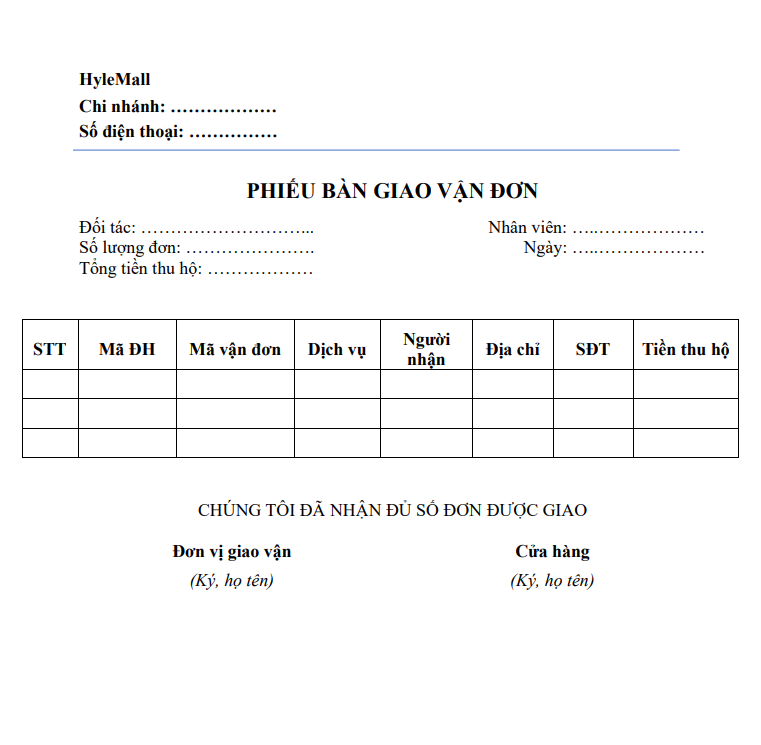 HyleMall
Chi nhánh: ………………
Số điện thoại: ……………
PHIẾU BÀN GIAO VẬN ĐƠN
Đối tác: ………………………... Nhân viên: …..………………
Số lượng đơn: …………………. Ngày: …..………………
Tổng tiền thu hộ: ………………
STT Mã ĐH Mã vận đơn Dịch vụ Người nhận Địa chỉ SĐT Tiền thu hộ
CHÚNG TÔI ĐÃ NHẬN ĐỦ SỐ ĐƠN ĐƯỢC GIAO
Đơn vị giao vận Cửa hàng
(Ký, họ tên) (Ký, họ tên)